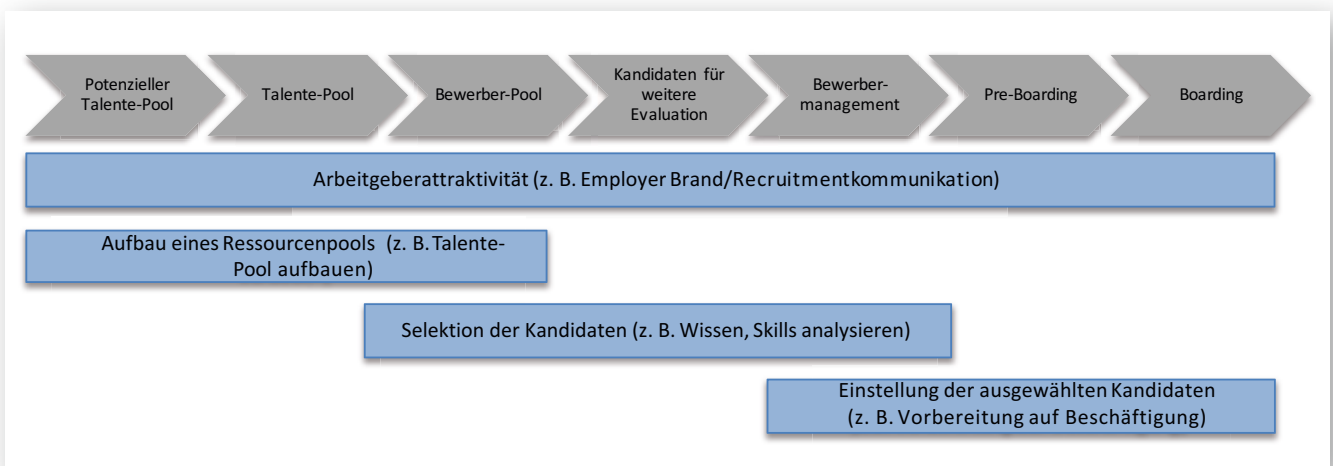 Potenzieller
Talente-Pool
Talente-Pool
Bewerber-Pool
Kandidaten für
weitere
Evaluation
Bewerber-
management
Pre-Boarding
Boarding
Arbeitgeberattraktivität (z. B. Employer Brand/Recruitmentkommunikation)
Aufbau eines Ressourcenpools (z. B. Talente-
Pool aufbauen)
Selektion der Kandidaten (z. B. Wissen, Skills analysieren)
Einstellung der ausgewählten Kandidaten
(z. B. Vorbereitung auf Beschäftigung)